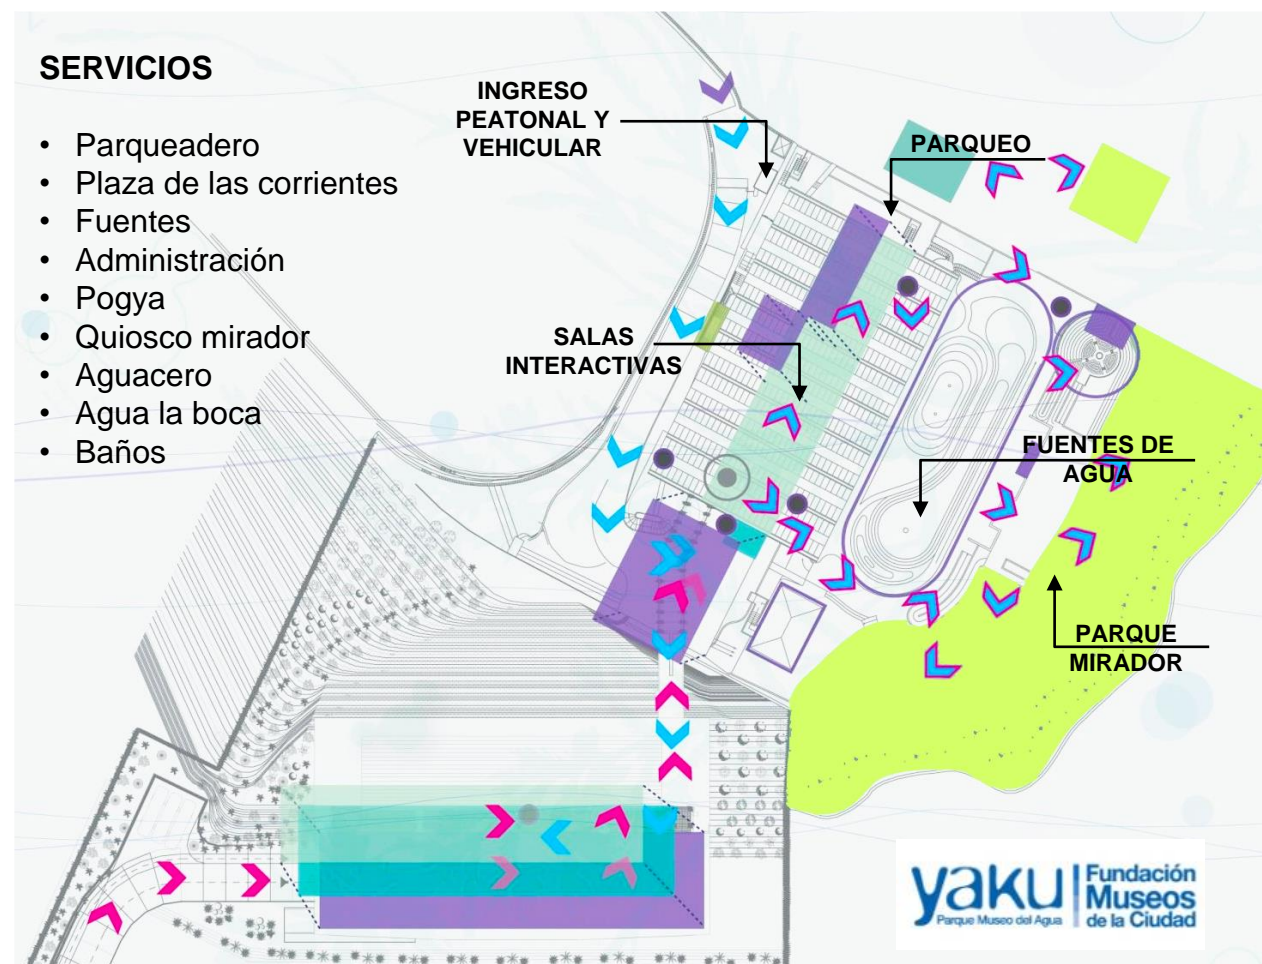 SERVICIOS
• Parqueadero
• Plaza de las corrientes
• Fuentes
• Administración
• Pogya
• Quiosco mirador
• Aguacero
• Agua la boca
• Baños
INGRESO
PEATONAL Y
VEHICULAR
PARQUEO
SALAS
INTERACTIVAS
FUENTES DE
AGUA
PARQUE
MIRADOR
yaku
Parque Museo del Agua
Fundación
Museos
de la Ciudad